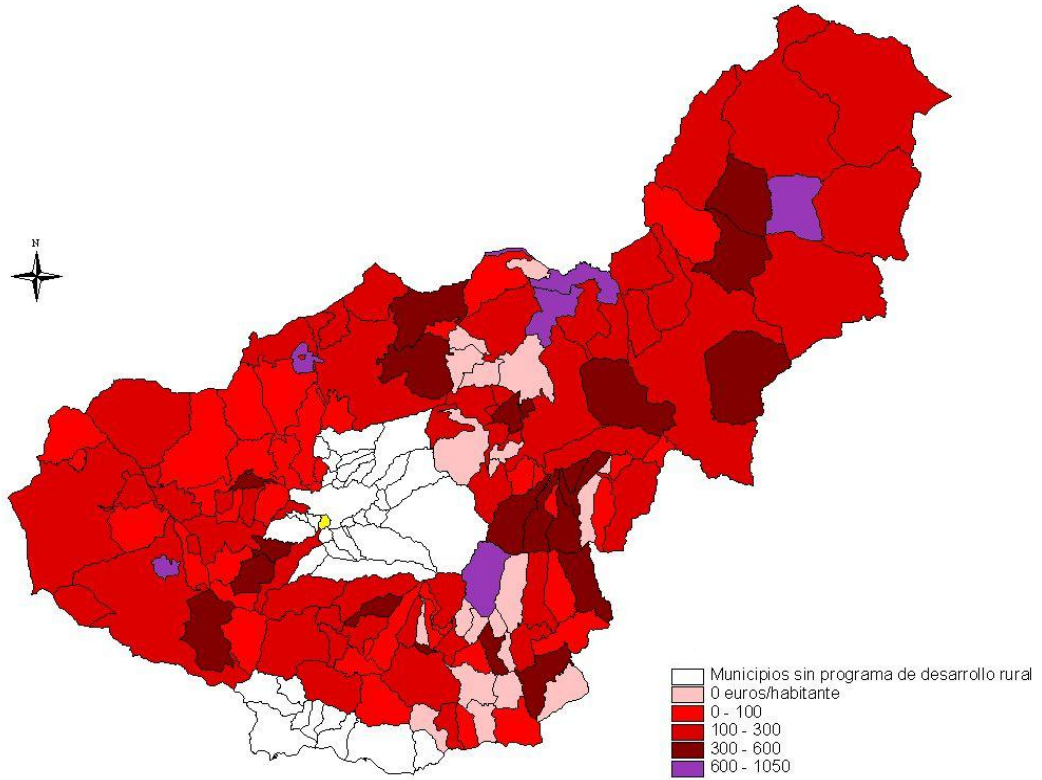 N
Municipios sin programa de desarrollo rural
0 euros/habitante
0 - 100
100 - 300
300 - 600
600 - 1050